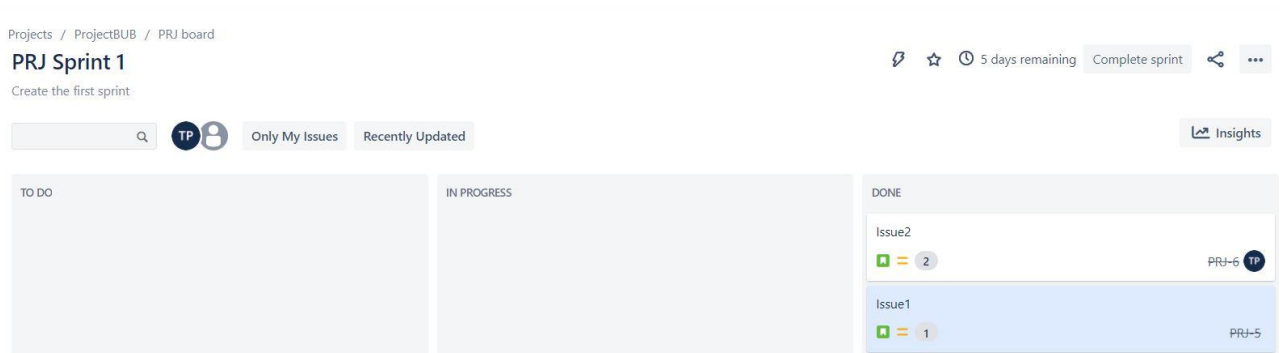 Projects / ProjectBUB / PRJ board
PRJ Sprint 1
5 days remaining Complete sprint
Create the first sprint
TP Only My Issues Recently Updated
Insights
TO DO
IN PROGRESS
DONE
Issue2
2 PRJ-6 TP
Issue1
1 PRJ-5